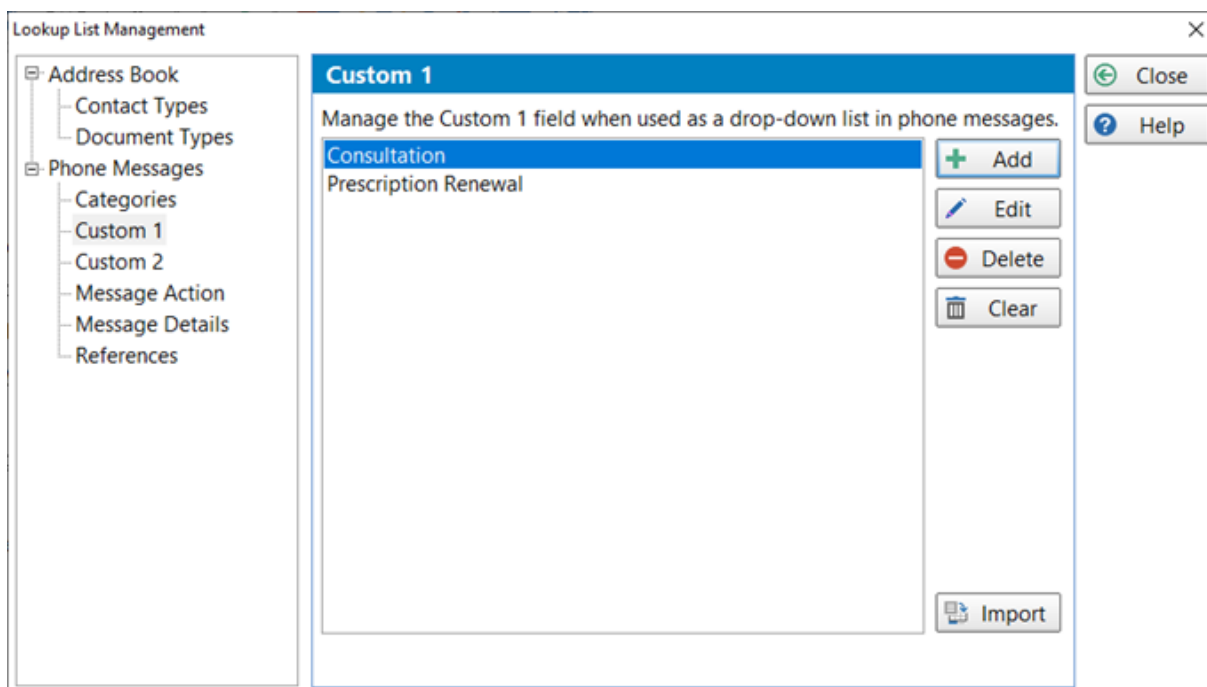 Lookup List Management
Address Book
Contact Types
Document Types
Phone Messages
Categories
Custom 1
Custom 2
Message Action
Message Details
References
Custom 1
Manage the Custom 1 field when used as a drop-down list in phone messages.
Consultation
Prescription Renewal
Add
Edit
Delete
Clear
Import
Close
Help